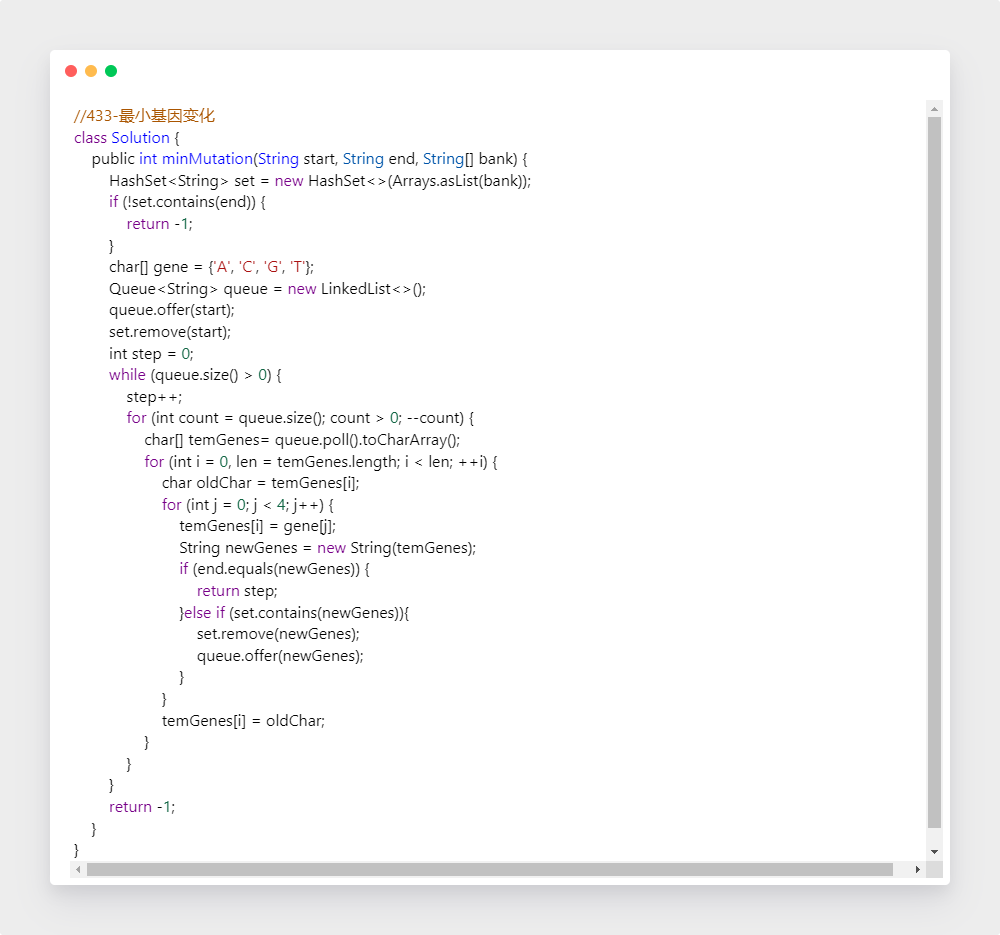 //433-最小基因变化
class Solution {
    public int minMutation(String start, String end, String[] bank) {
        HashSet<String> set = new HashSet<>(Arrays.asList(bank));
        if (!set.contains(end)) {
            return -1;
        }
        char[] gene = {'A', 'C', 'G', 'T'};
        Queue<String> queue = new LinkedList<>();
        queue.offer(start);
        set.remove(start);
        int step = 0;
        while (queue.size() > 0) {
            step++;
            for (int count = queue.size(); count > 0; --count) {
                char[] temGenes= queue.poll().toCharArray();
                for (int i = 0, len = temGenes.length; i < len; ++i) {
                    char oldChar = temGenes[i];
                    for (int j = 0; j < 4; j++) {
                        temGenes[i] = gene[j];
                        String newGenes = new String(temGenes);
                        if (end.equals(newGenes)) {
                            return step;
                        }else if (set.contains(newGenes)){
                            set.remove(newGenes);
                            queue.offer(newGenes);
                        }
                    }
                    temGenes[i] = oldChar;
                }
            }
        }
        return -1;
    }
}